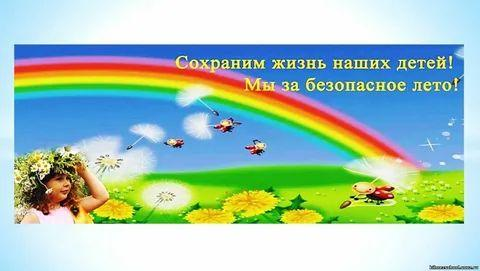 Сохраним жизнь наших детей!
Мы за безопасное лето!